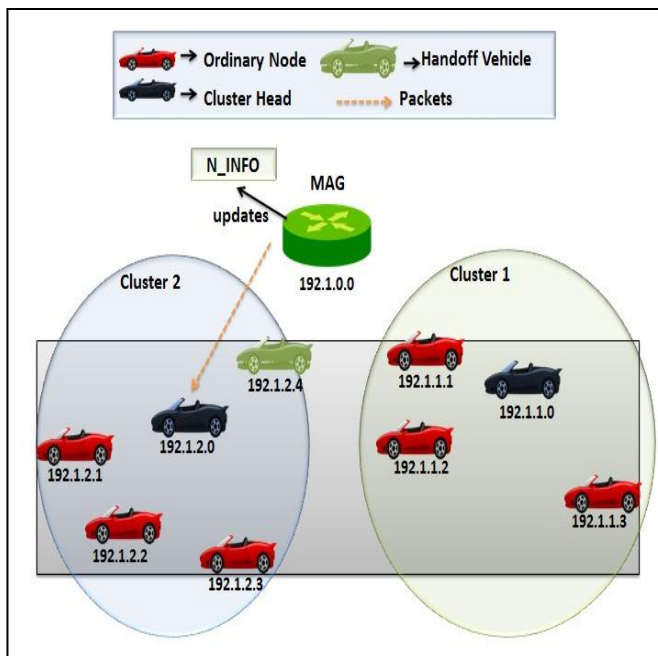 Ordinary Node
Handoff Vehicle
Cluster Head
Packets
N_INFO
MAG
updates
192.1.0.0
Cluster 2
Cluster 1
192.1.2.4
192.1.1.1
192.1.1.0
192.1.2.0
192.1.1.2
192.1.2.1
192.1.1.3
192.1.2.2
192.1.2.3